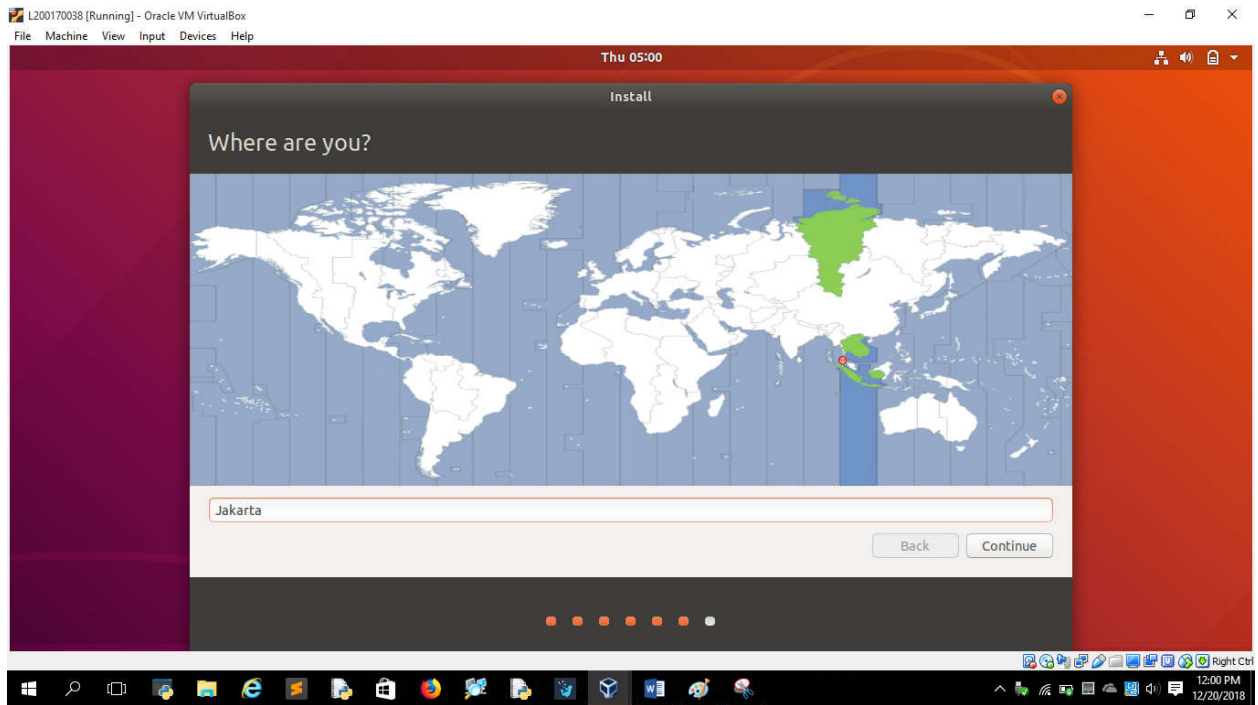 L200170038 [Running] - Oracle VM VirtualBox
File Machine View Input Devices Help
Thu 05:00
Install
Where are you?
Jakarta
Back Continue
Right Ctrl
12:00 PM
12/20/2018